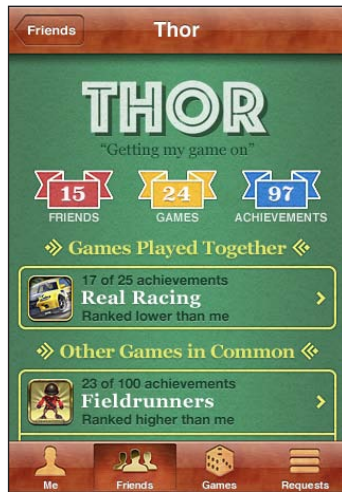 Friends
Thor
THOR
"Getting my game on"
15 24 97
FRIENDS GAMES ACHIEVEMENTS
Games Played Together
17 of 25 achievements
Real Racing
Ranked lower than me
Other Games in Common
23 of 100 achievements
Fieldrunners
Ranked higher than me
Me Friends Games Requests